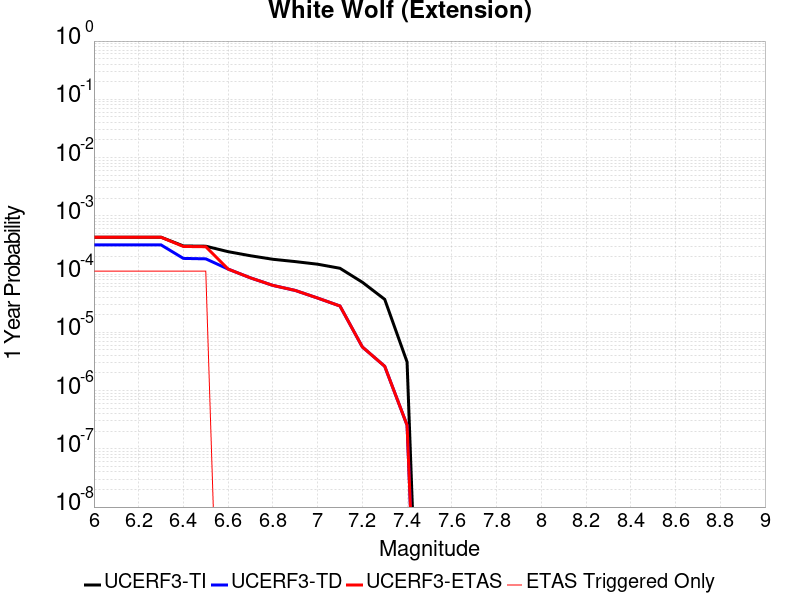 White Wolf (Extension)
10^0
10^-1
10^-2
10^-3
10^-4
10^-5
10^-6
10^-7
10^-8
1 Year Probability
6 6.2 6.4 6.6 6.8 7 7.2 7.4 7.6 7.8 8 8.2 8.4 8.6 8.8 9
Magnitude
UCERF3-TI UCERF3-TD UCERF3-ETAS ETAS Triggered Only